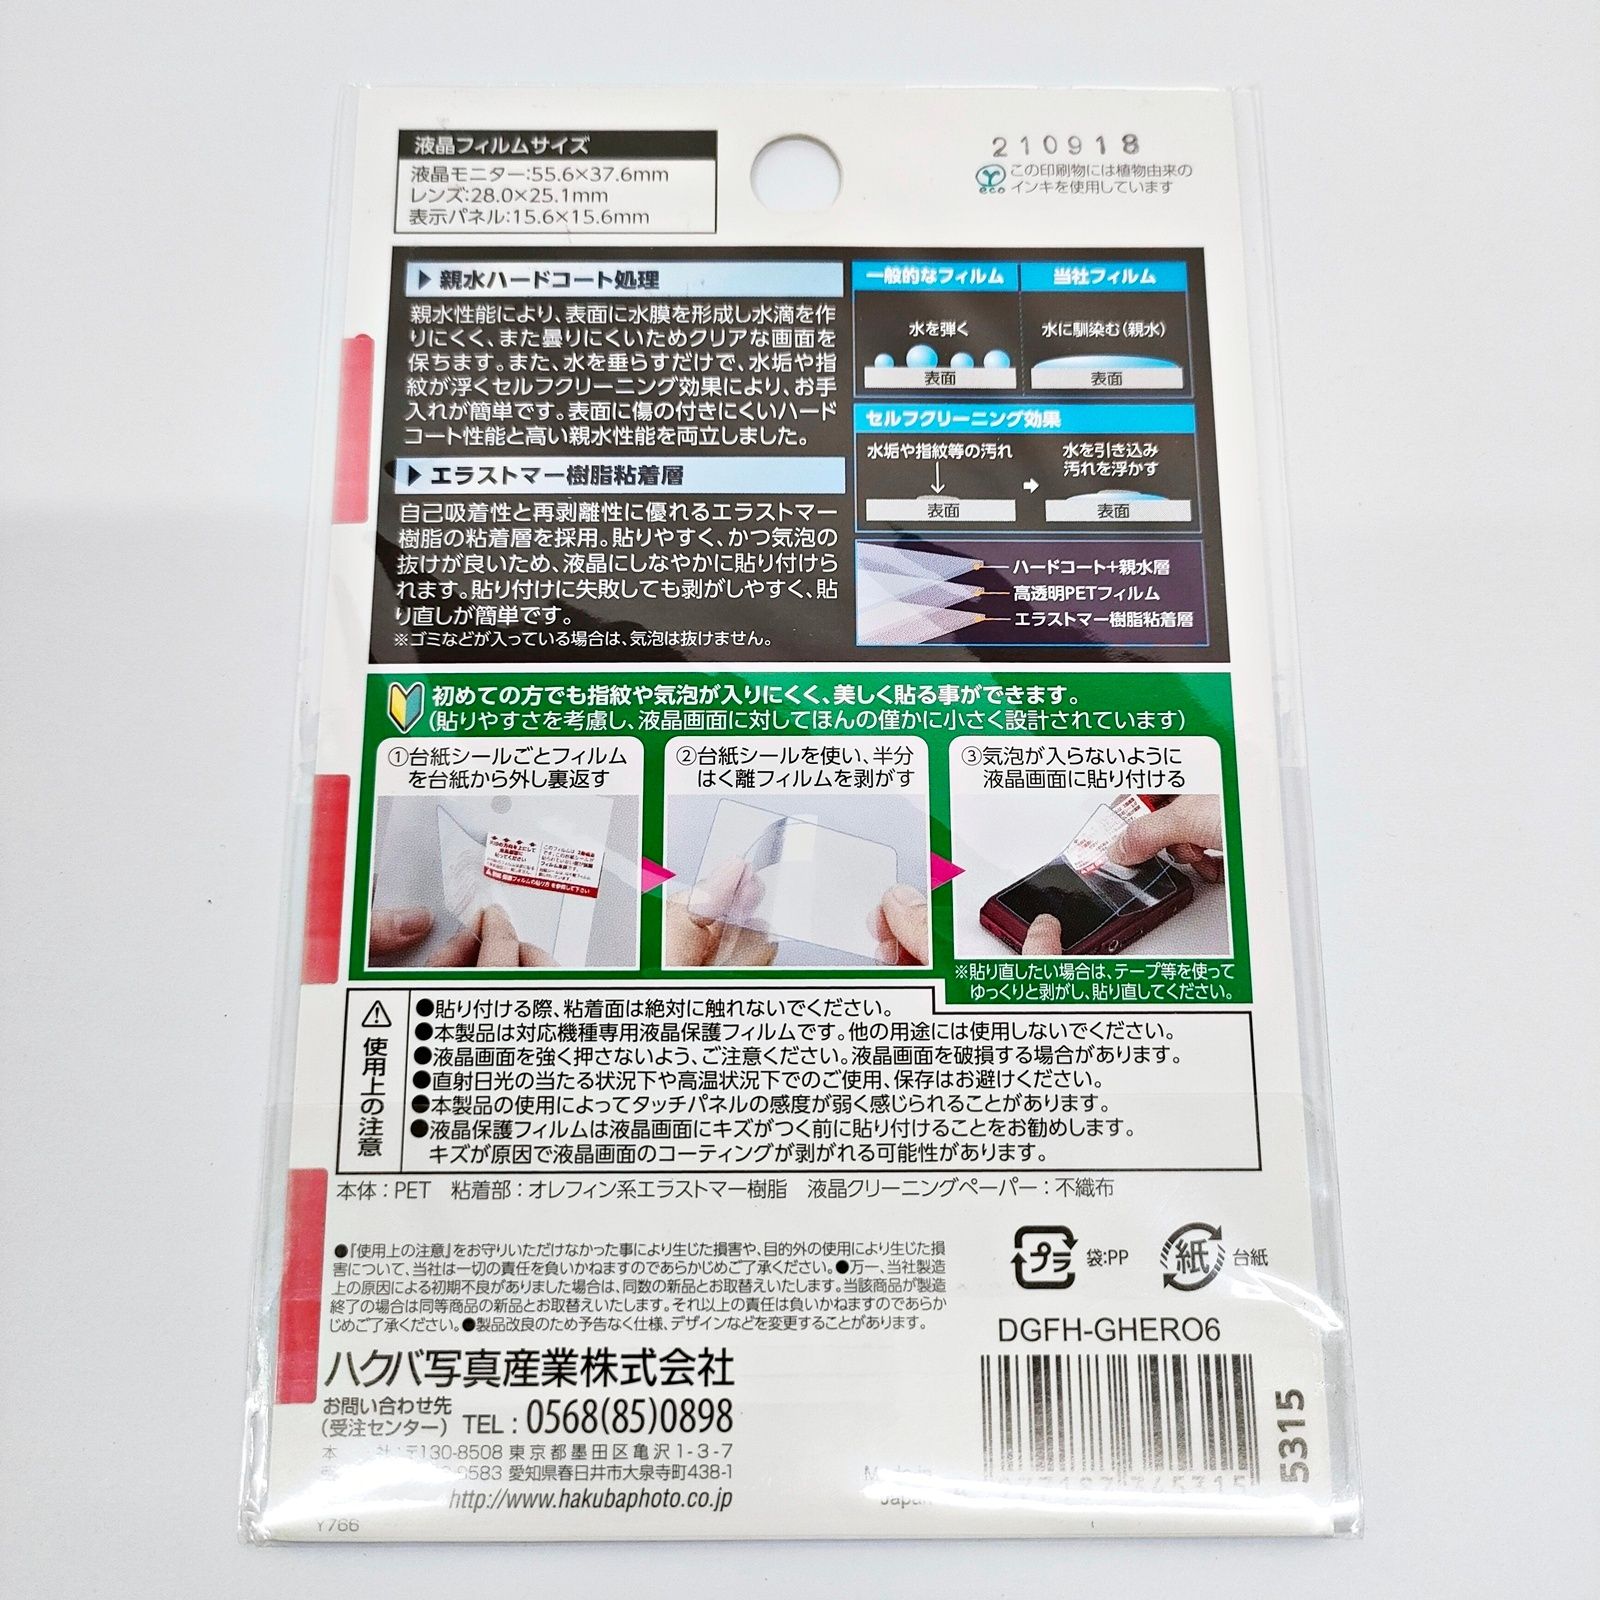 液晶フィルムサイズ
液晶モニター:55.6×37.6mm
レンズ:28.0×25.1mm
表示パネル:15.6×15.6mm
210918
eco
この印刷物には植物由来の
インキを使用しています
親水ハードコート処理
親水性能により、表面に水膜を形成し水滴を作
りにくく、また曇りにくいためクリアな画面を
保ちます。また、水を垂らすだけで、水垢や指
紋が浮くセルフクリーニング効果により、お手
入れが簡単です。表面に傷の付きにくいハード
コート性能と高い親水性能を両立しました。
エラストマー樹脂粘着層
自己吸着性と再剥離性に優れるエラストマー
樹脂の粘着層を採用。貼りやすく、かつ気泡の
抜けが良いため、液晶にしなやかに貼り付けら
れます。貼り付けに失敗しても剥がしやすく、貼
り直しが簡単です。
※ゴミなどが入っている場合は、気泡は抜けません。
一般的なフィルム
当社フィルム
水を弾く
水に馴染む(親水)
表面
表面
セルフクリーニング効果
水垢や指紋等の汚れ
水を引き込み
汚れを浮かす
表面
表面
ハードコート+親水層
高透明PETフィルム
エラストマー樹脂粘着層
初めての方でも指紋や気泡が入りにくく、美しく貼る事ができます。
(貼りやすさを考慮し、液晶画面に対してほんの僅かに小さく設計されています)
①台紙シールごとフィルム
を台紙から外し裏返す
②台紙シールを使い、半分
はく離フィルムを剥がす
③気泡が入らないように
液晶画面に貼り付ける
※貼り直したい場合は、テープ等を使って
ゆっくりと剥がし、貼り直してください。
使用上の注意
●貼り付ける際、粘着面は絶対に触れないでください。
●本製品は対応機種専用液晶保護フィルムです。他の用途には使用しないでください。
●液晶画面を強く押さないよう、ご注意ください。液晶画面を破損する場合があります。
●直射日光の当たる状況下や高温状況下でのご使用、保存はお避けください。
●本製品の使用によってタッチパネルの感度が弱く感じられることがあります。
●液晶保護フィルムは液晶画面にキズがつく前に貼り付けることをお勧めします。
キズが原因で液晶画面のコーティングが剥がれる可能性があります。
本体:PET 粘着部:オレフィン系エラストマー樹脂 液晶クリーニングペーパー:不織布
●『使用上の注意』をお守りいただけなかった事により生じた損害や、目的外の使用により生じた損
害について、当社は一切の責任を負いかねますのであらかじめご了承ください。●万一、当社製造
上の原因による初期不良がありました場合は、同数の新品とお取替えいたします。当該商品が製造
終了の場合は同等商品の新品とお取替えいたします。それ以上の責任は負いかねますのであらか
じめご了承ください。●製品改良のため予告なく仕様、デザインなどを変更することがあります。
プラ
袋:PP
紙
台紙
DGFH-GHERO6
5315
ハクバ写真産業株式会社
お問い合わせ先
(受注センター) TEL:0568(85)0898
本 社:〒130-8508 東京都墨田区亀沢1-3-7
愛知県春日井市大泉寺町438-1
http://www.hakubaphoto.co.jp
Made in
Japan
Y766